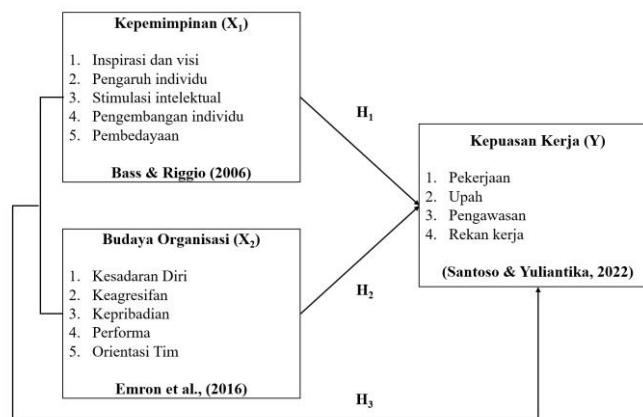 Kepemimpinan (X₁)
1. Inspirasi dan visi
2. Pengaruh individu
3. Stimulasi intelektual
4. Pengembangan individu
5. Pembedayaan
Bass & Riggio (2006)
H₁
Kepuasan Kerja (Y)
1. Pekerjaan
2. Upah
3. Pengawasan
4. Rekan kerja
(Santoso & Yuliantika, 2022)
Budaya Organisasi (X₂)
1. Kesadaran Diri
2. Keagresifan
3. Kepribadian
4. Performa
5. Orientasi Tim
Emron et al., (2016)
H₂
H₃